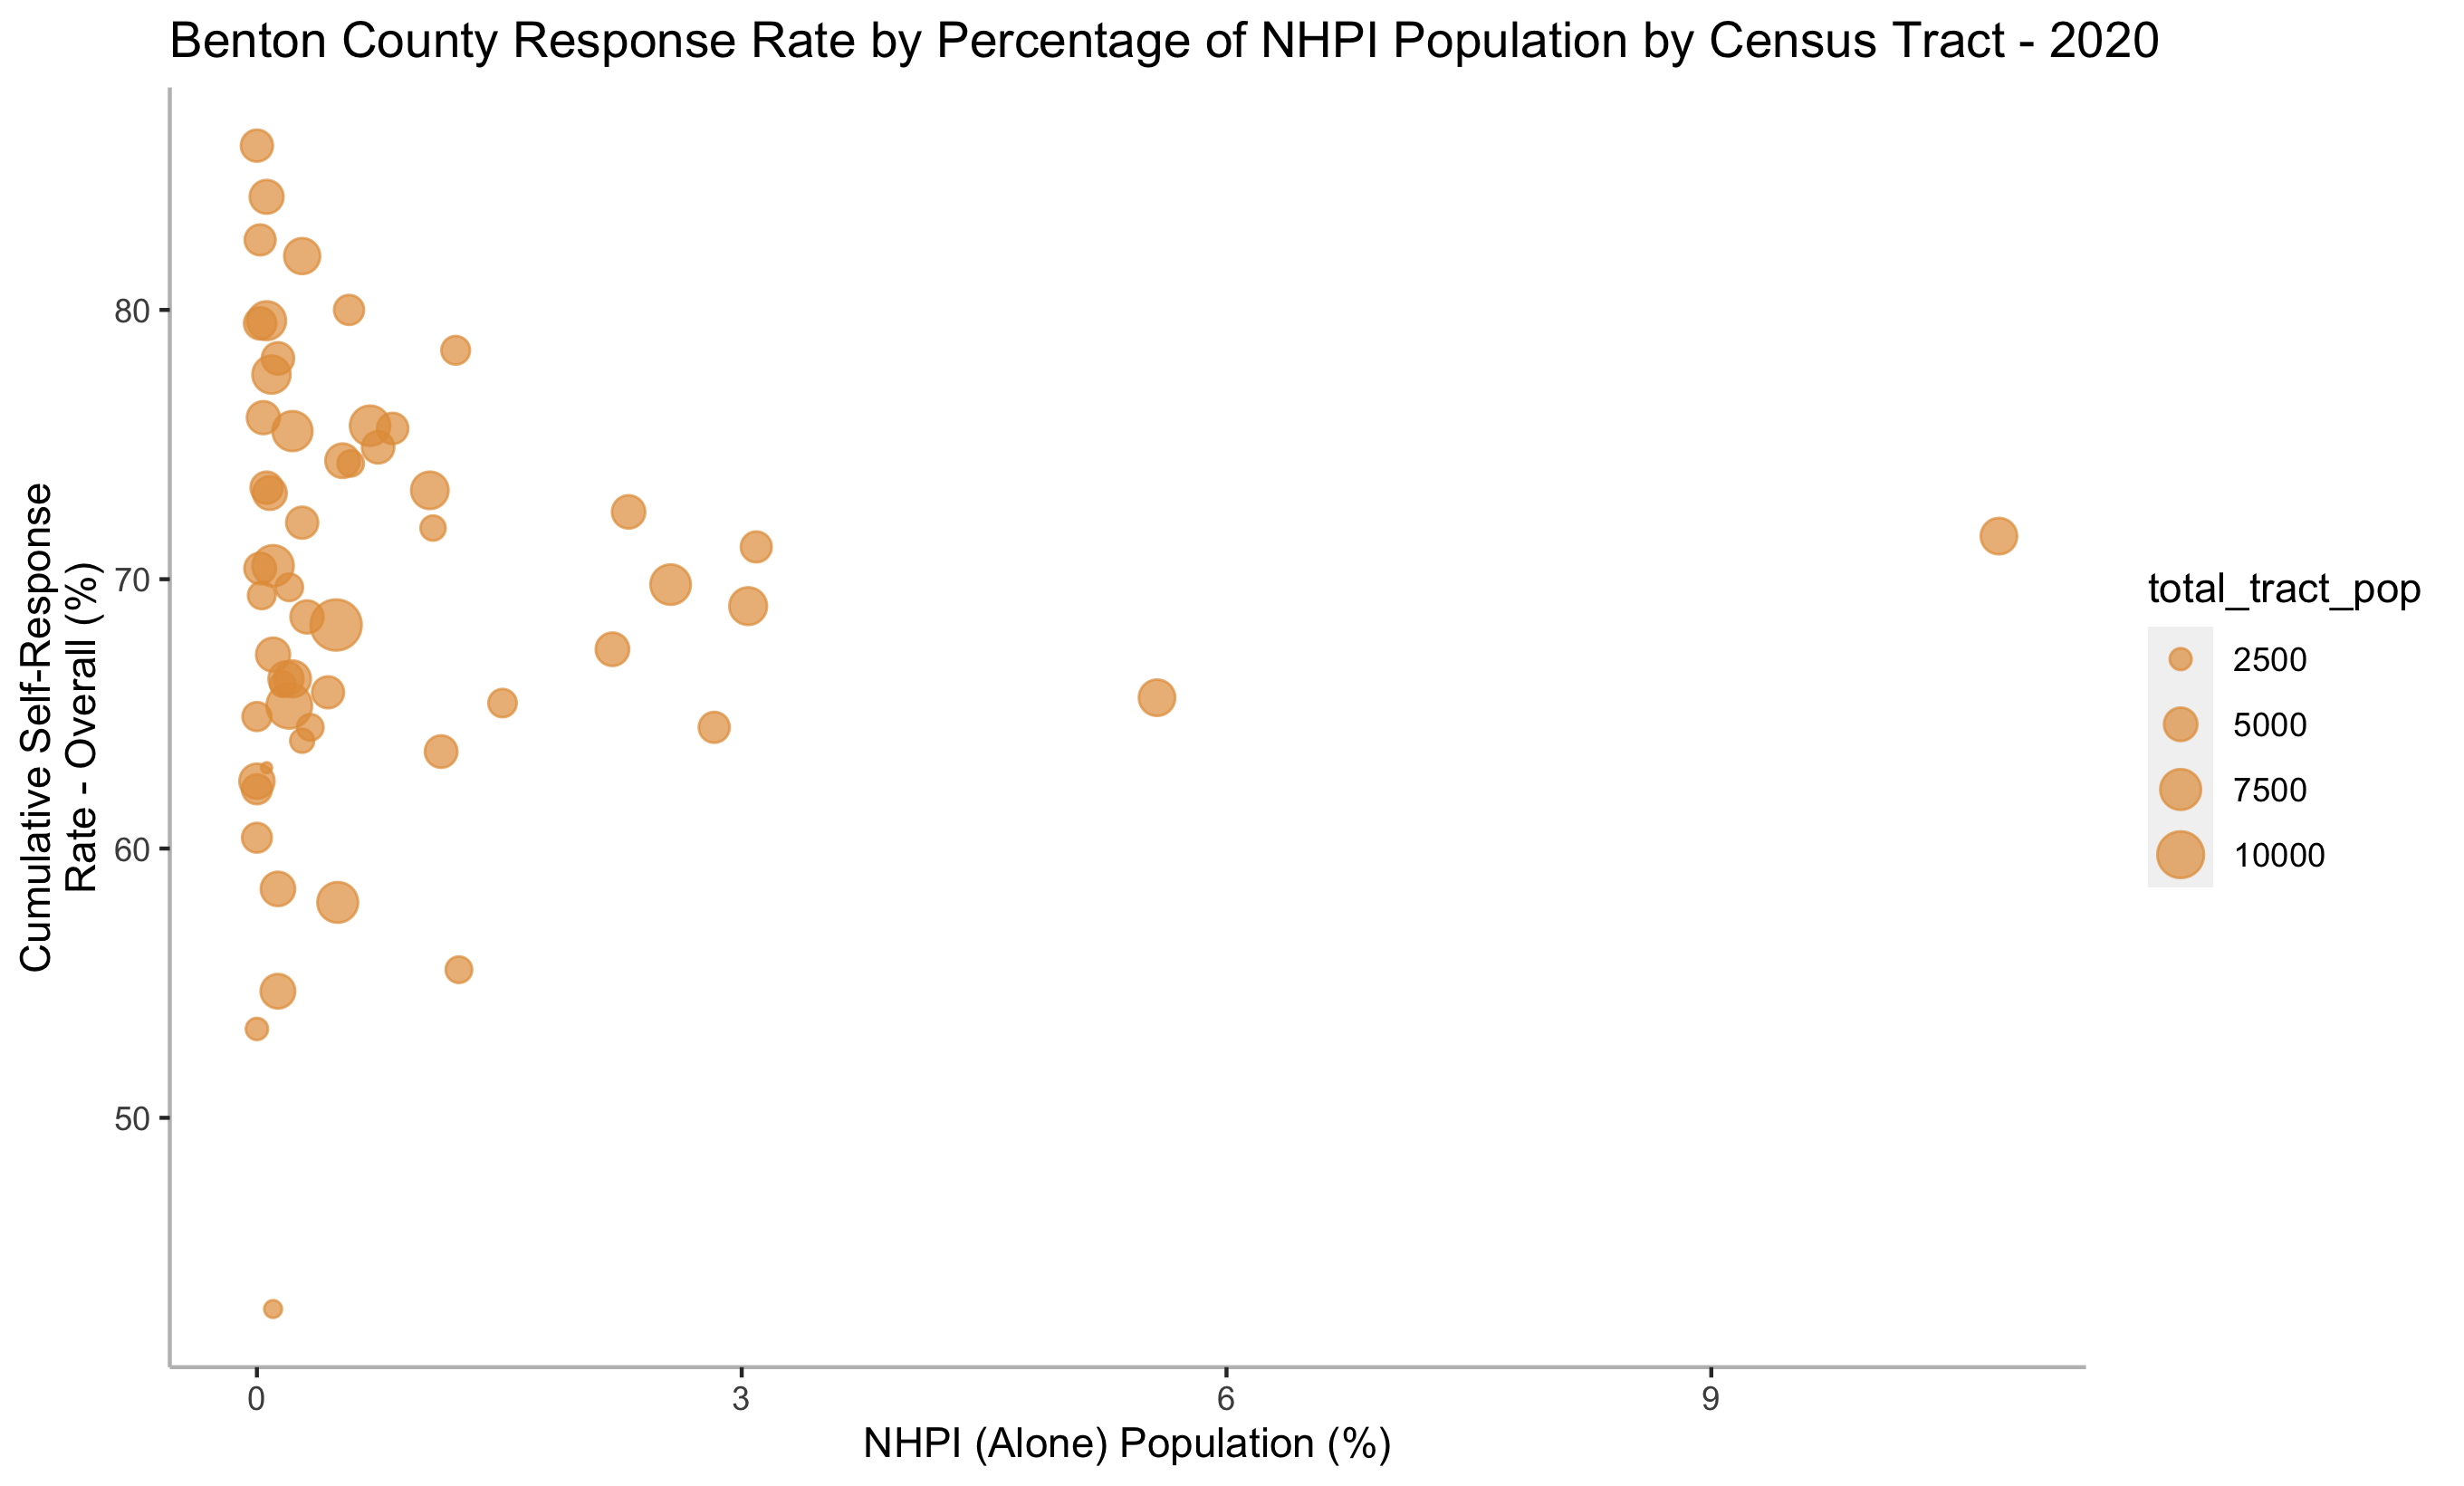 Benton County Response Rate by Percentage of NHPI Population by Census Tract - 2020
Cumulative Self-Response
Rate - Overall (%)
80
70
60
50
0
3
6
9
NHPI (Alone) Population (%)
total_tract_pop
2500
5000
7500
10000